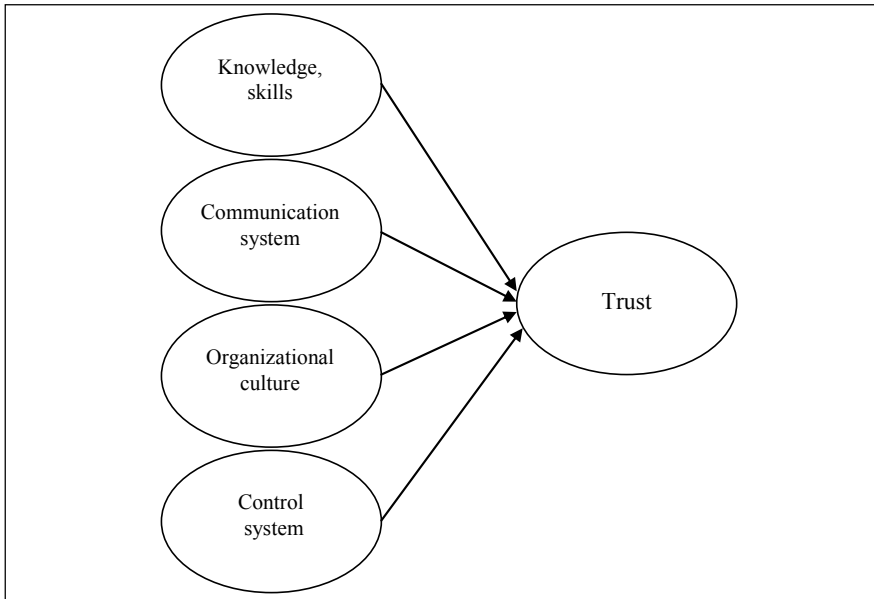 Knowledge,
skills
Communication
system
Organizational
culture
Control
system
Trust